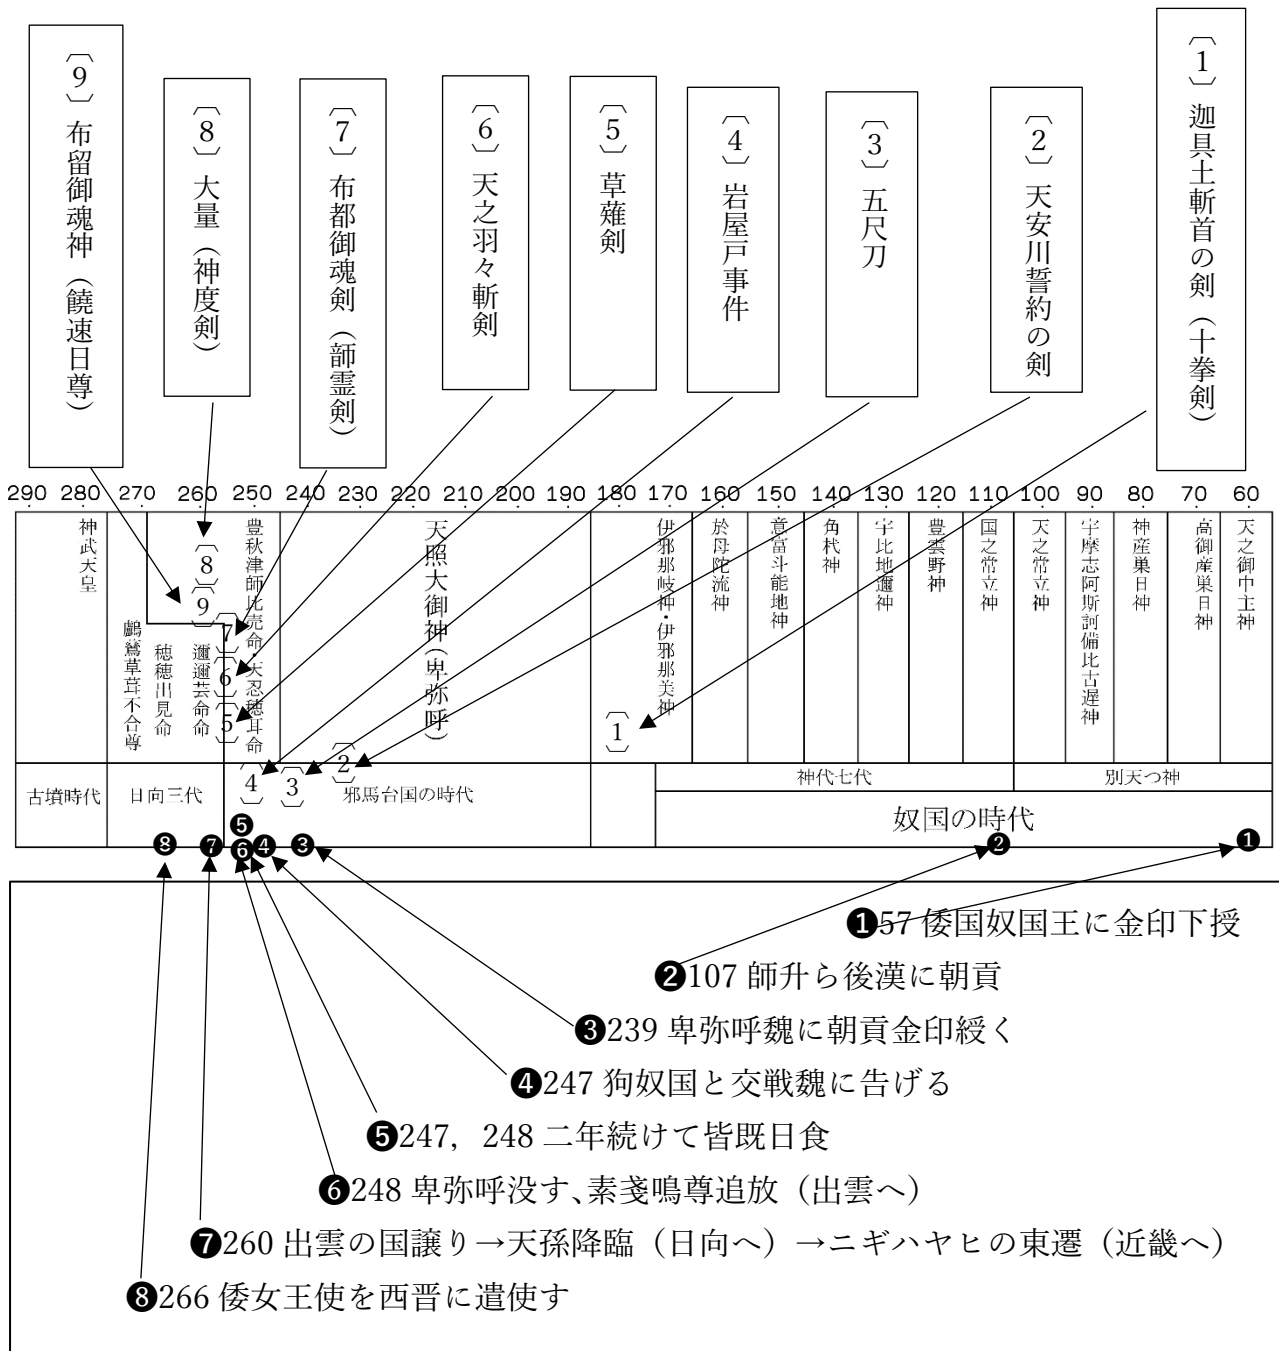 〔1〕迦具土斬首の剣（十拳剣）
〔2〕天安川誓約の剣
〔3〕五尺刀
〔4〕岩屋戸事件
〔5〕草薙剣
〔6〕天之羽々斬剣
〔7〕布都御魂剣（韴霊剣）
〔8〕大量（神度剣）
〔9〕布留御魂神（饒速日尊）
290 280 270 260 250 240 230 220 210 200 190 180 170 160 150 140 130 120 110 100 90 80 70 60
天之御中主神
高御産巣日神
神産巣日神
宇摩志阿斯訶備比古遅神
天之常立神
国之常立神
豊雲野神
宇比地邇神
角杙神
意富斗能地神
於母陀流神
伊邪那岐神・伊邪那美神
天照大御神（卑弥呼）
豊秋津師比売命・天忍穂耳命
邇邇芸命
穂穂出見命
鸕鶿草葺不合尊
神武天皇
〔8〕
〔9〕
〔7〕
〔6〕
〔5〕
〔1〕
〔2〕
〔4〕
〔3〕
古墳時代
日向三代
邪馬台国の時代
神代七代
別天つ神
奴国の時代
❽ ❼ ❺ ❻ ❹ ❸ ❷ ❶
❶57 倭国奴国王に金印下授
❷107 師升ら後漢に朝貢
❸239 卑弥呼魏に朝貢金印綬く
❹247 狗奴国と交戦魏に告げる
❺247，248 二年続けて皆既日食
❻248 卑弥呼没す、素戔鳴尊追放（出雲へ）
❼260 出雲の国譲り→天孫降臨（日向へ）→ニギハヤヒの東遷（近畿へ）
❽266 倭女王使を西晋に遣使す